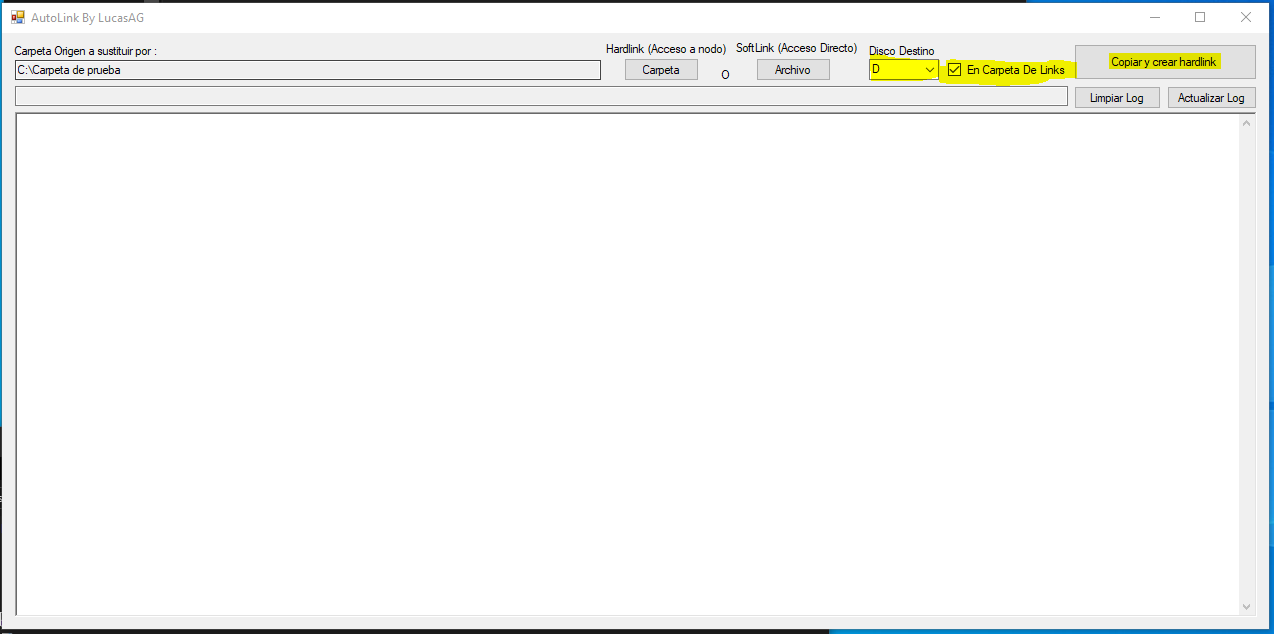 AutoLink By LucasAG
Carpeta Origen a sustituir por :
Hardlink (Acceso a nodo)
SoftLink (Acceso Directo)
Disco Destino
C:\Carpeta de prueba
Carpeta
O
Archivo
D
En Carpeta De Links
Copiar y crear hardlink
Limpiar Log
Actualizar Log